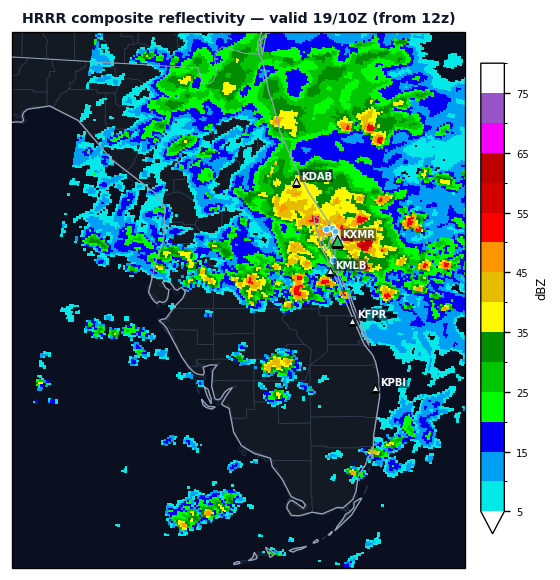 HRRR composite reflectivity — valid 19/10Z (from 12z)
KDAB
KXMR
KMLB
KFPR
KPBI
75
65
55
45
35
25
15
5
dBZ